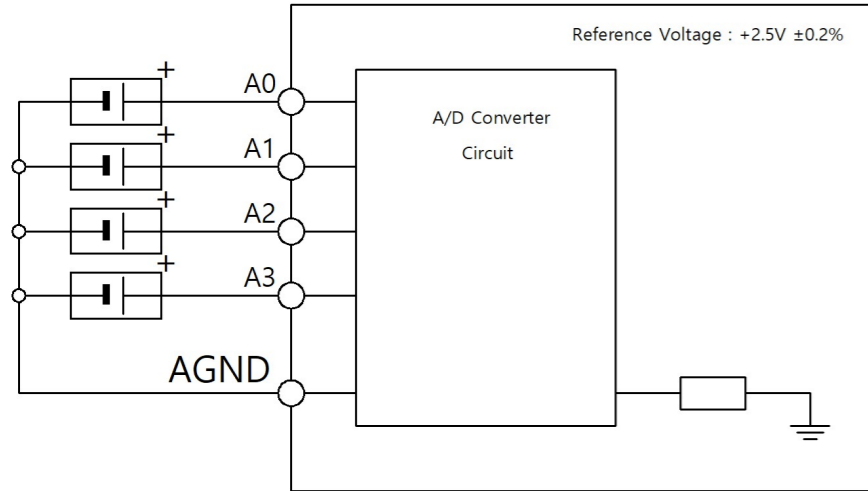 Reference Voltage : +2.5V ±0.2%
+
A0
A/D Converter
Circuit
+
A1
+
A2
+
A3
AGND